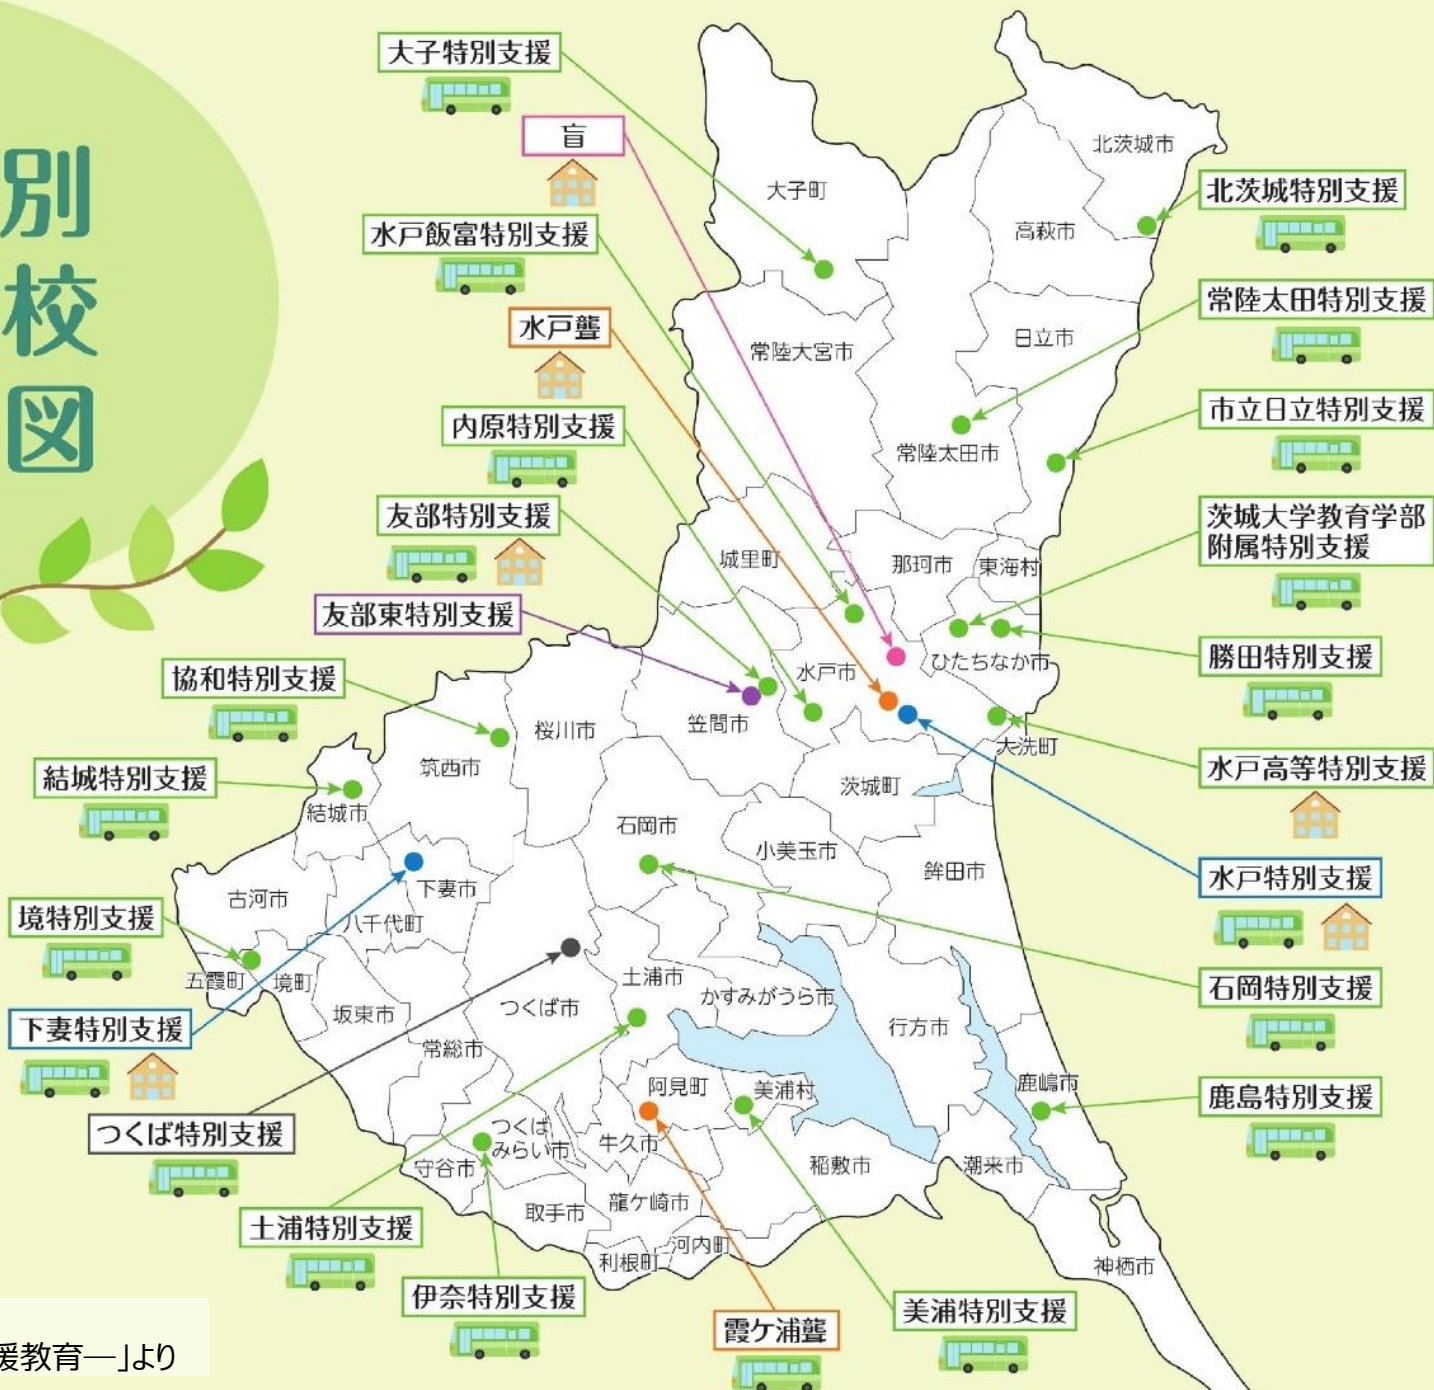 別
校
図
大子特別支援
盲
水戸飯富特別支援
水戸聾
内原特別支援
友部特別支援
友部東特別支援
協和特別支援
結城特別支援
境特別支援
下妻特別支援
つくば特別支援
土浦特別支援
伊奈特別支援
霞ケ浦聾
美浦特別支援
北茨城特別支援
常陸太田特別支援
市立日立特別支援
茨城大学教育学部
附属特別支援
勝田特別支援
水戸高等特別支援
水戸特別支援
石岡特別支援
鹿島特別支援
北茨城市
大子町
高萩市
日立市
常陸大宮市
常陸太田市
城里町
那珂市
東海村
ひたちなか市
水戸市
笠間市
桜川市
筑西市
大洗町
茨城町
結城市
石岡市
小美玉市
鉾田市
下妻市
古河市
八千代町
五霞町
境町
坂東市
土浦市
かすみがうら市
つくば市
行方市
常総市
阿見町
美浦村
鹿嶋市
つくば
みらい市
牛久市
守谷市
稲敷市
潮来市
龍ケ崎市
取手市
河内町
利根町
神栖市
援教育―」より